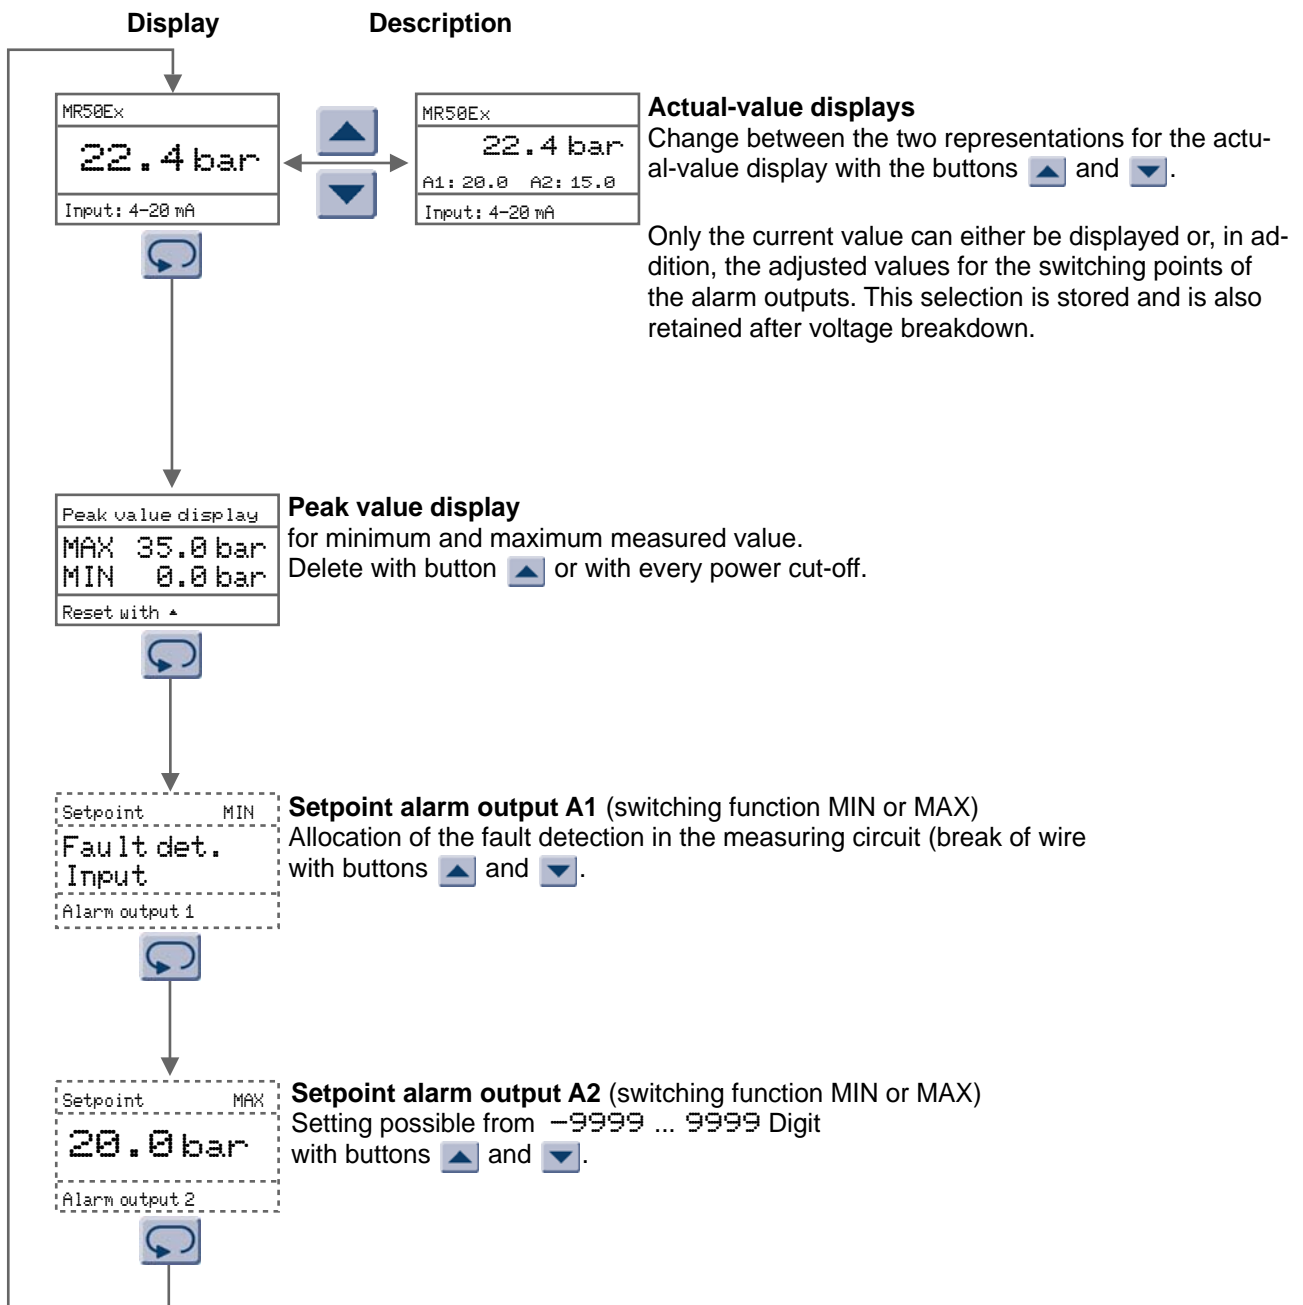 Display Description
MR50Ex
22.4 bar
Input: 4-20 mA
MR50Ex
22.4 bar
A1: 20.0 A2: 15.0
Input: 4-20 mA
Actual-value displays
Change between the two representations for the actu-
al-value display with the buttons ▲ and ▼.
Only the current value can either be displayed or, in ad-
dition, the adjusted values for the switching points of
the alarm outputs. This selection is stored and is also
retained after voltage breakdown.
Peak value display
MAX 35.0 bar
MIN 0.0 bar
Reset with ▲
Peak value display
for minimum and maximum measured value.
Delete with button ▲ or with every power cut-off.
Setpoint MIN
Fault det.
Input
Alarm output 1
Setpoint alarm output A1 (switching function MIN or MAX)
Allocation of the fault detection in the measuring circuit (break of wire
with buttons ▲ and ▼.
Setpoint MAX
20.0 bar
Alarm output 2
Setpoint alarm output A2 (switching function MIN or MAX)
Setting possible from -9999 ... 9999 Digit
with buttons ▲ and ▼.